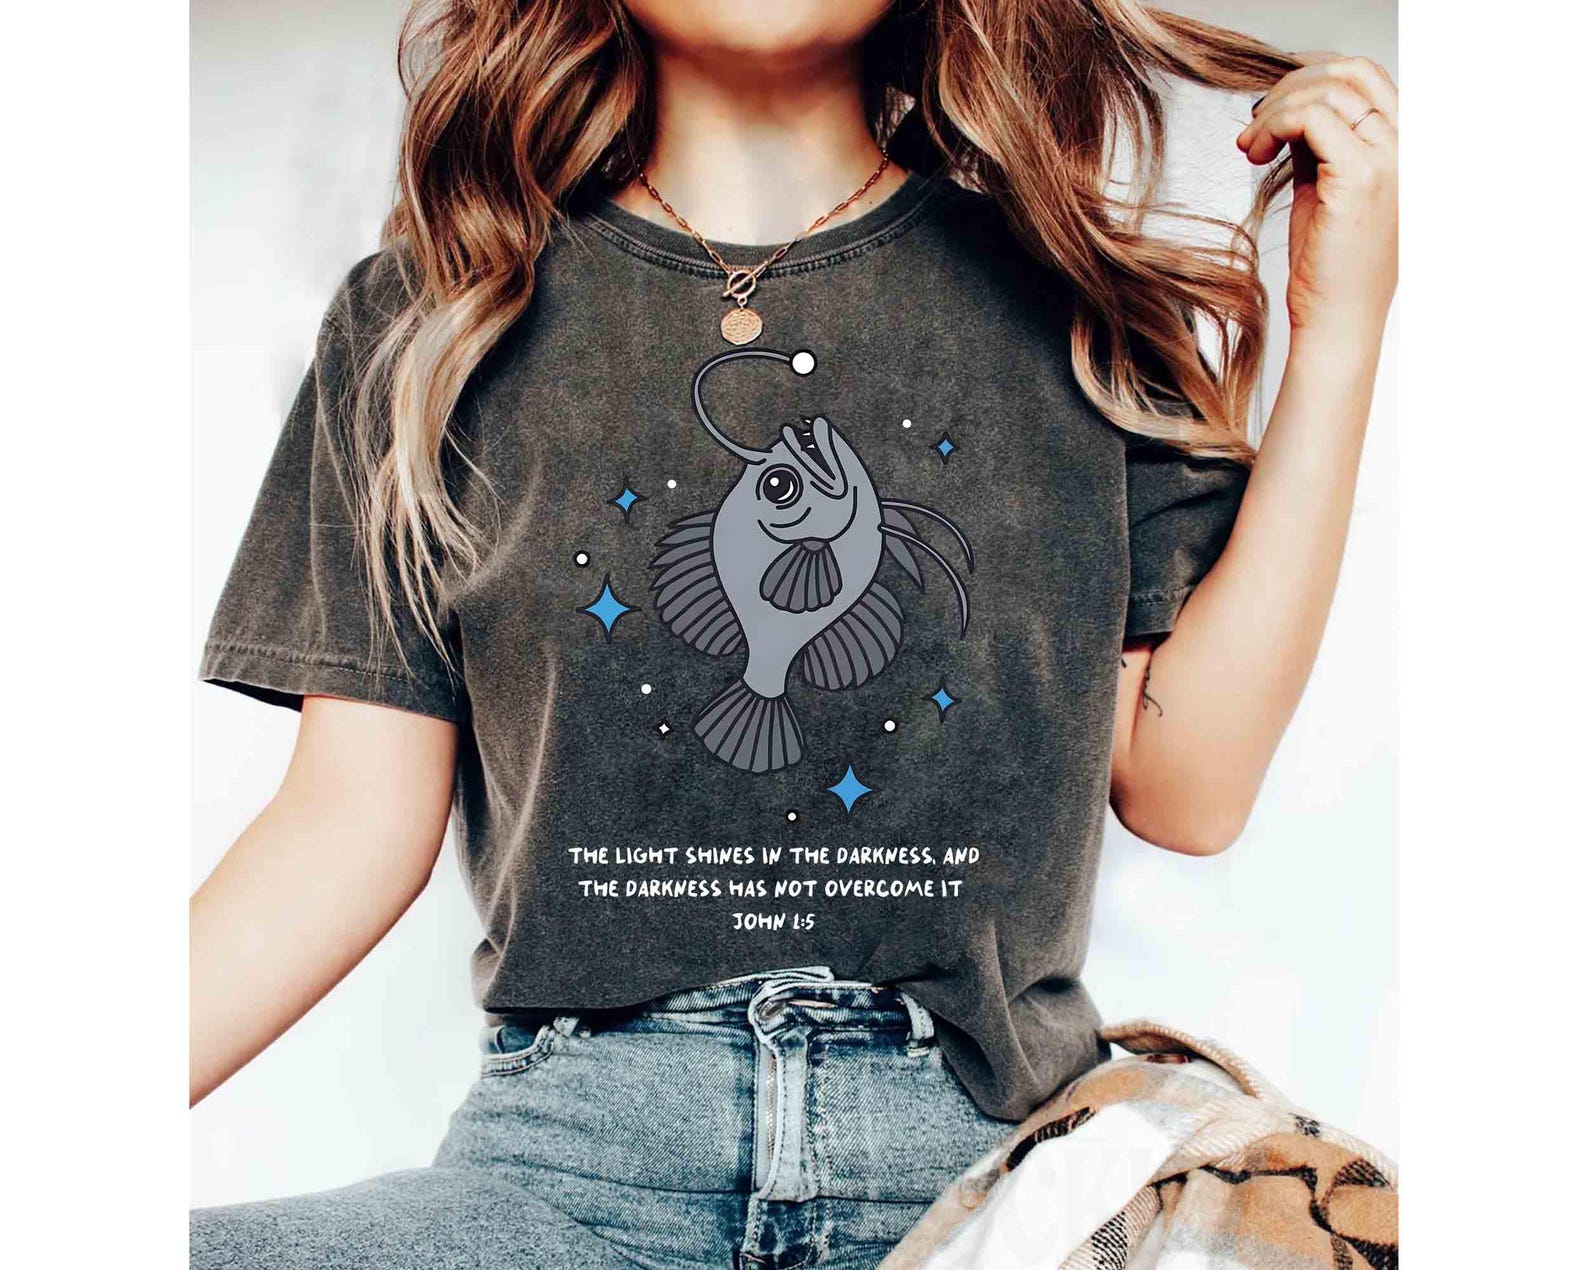 THE LIGHT SHINES IN THE DARKNESS, AND
THE DARKNESS HAS NOT OVERCOME IT
JOHN 1:5